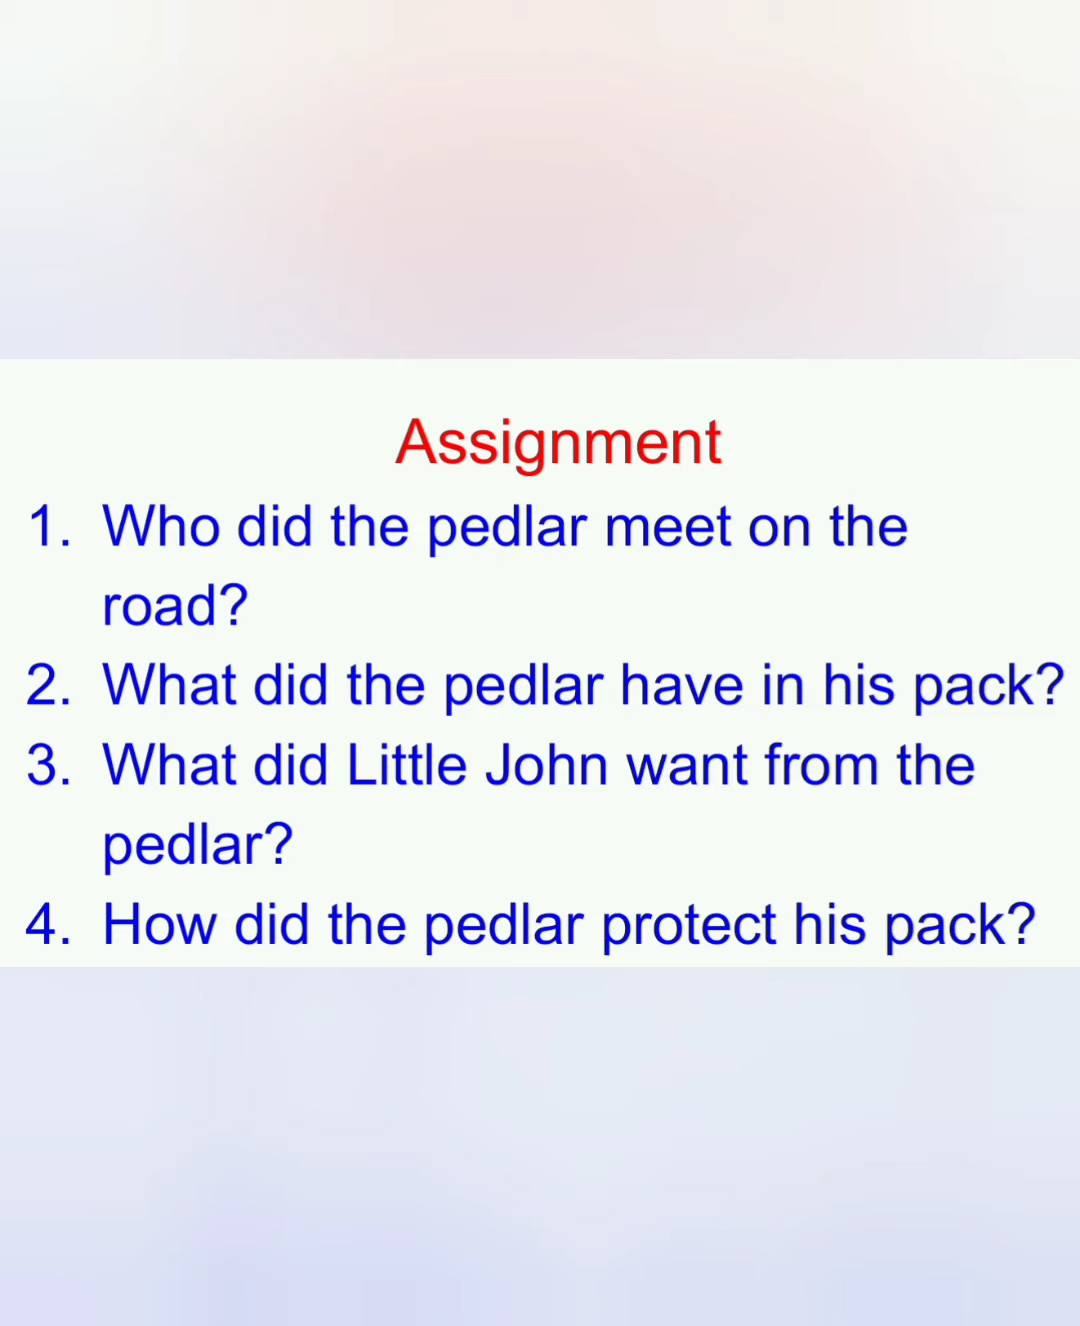 Assignment
1. Who did the pedlar meet on the
road?
2. What did the pedlar have in his pack?
3. What did Little John want from the
pedlar?
4. How did the pedlar protect his pack?